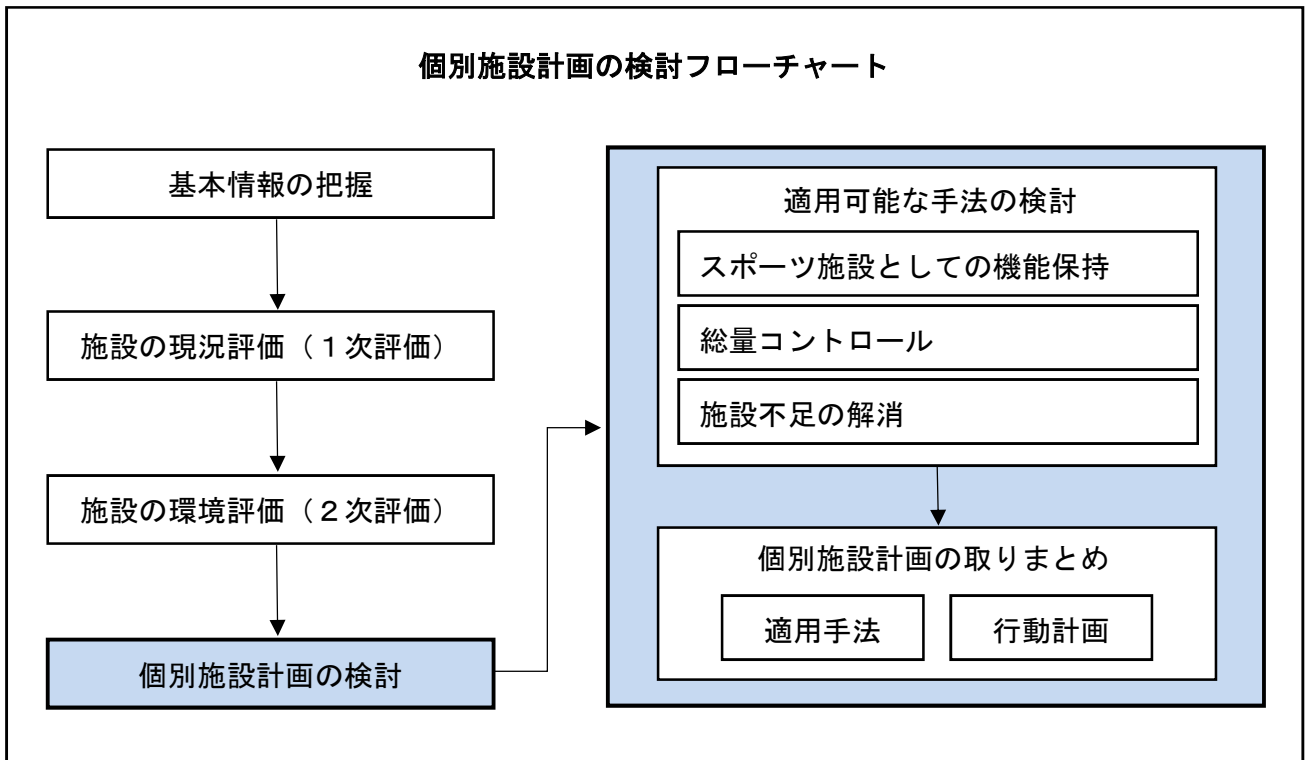 個別施設計画の検討フローチャート
基本情報の把握
施設の現況評価（１次評価）
施設の環境評価（２次評価）
個別施設計画の検討
適用可能な手法の検討
スポーツ施設としての機能保持
総量コントロール
施設不足の解消
個別施設計画の取りまとめ
適用手法
行動計画